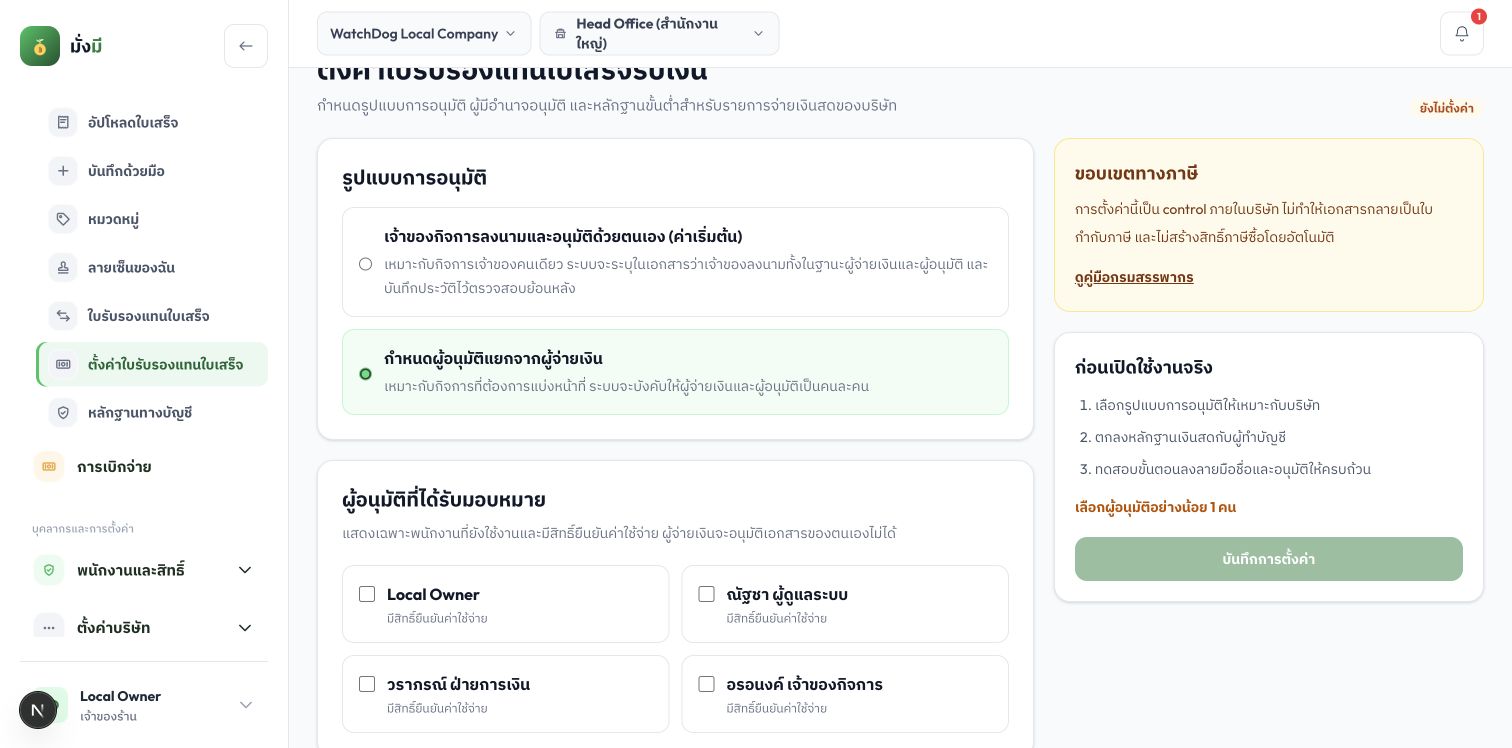 มั่งมี
อัปโหลดใบเสร็จ
บันทึกด้วยมือ
หมวดหมู่
ลายเซ็นของฉัน
ใบรับรองแทนใบเสร็จ
ตั้งค่าใบรับรองแทนใบเสร็จ
หลักฐานทางบัญชี
การเบิกจ่าย
บุคลากรและการตั้งค่า
พนักงานและสิทธิ์
ตั้งค่าบริษัท
N
Local Owner
เจ้าของร้าน
WatchDog Local Company
Head Office (สำนักงาน
ใหญ่)
1
ตั้งค่าใบรับรองแทนใบเสร็จรับเงิน
กำหนดรูปแบบการอนุมัติ ผู้มีอำนาจอนุมัติ และหลักฐานขั้นต่ำสำหรับรายการจ่ายเงินสดของบริษัท
ยังไม่ตั้งค่า
รูปแบบการอนุมัติ
เจ้าของกิจการลงนามและอนุมัติด้วยตนเอง (ค่าเริ่มต้น)
เหมาะกับกิจการเจ้าของคนเดียว ระบบจะระบุในเอกสารว่าเจ้าของลงนามทั้งในฐานะผู้จ่ายเงินและผู้อนุมัติ และ
บันทึกประวัติไว้ตรวจสอบย้อนหลัง
กำหนดผู้อนุมัติแยกจากผู้จ่ายเงิน
เหมาะกับกิจการที่ต้องการแบ่งหน้าที่ ระบบจะบังคับให้ผู้จ่ายเงินและผู้อนุมัติเป็นคนละคน
ผู้อนุมัติที่ได้รับมอบหมาย
แสดงเฉพาะพนักงานที่ยังใช้งานและมีสิทธิ์ยืนยันค่าใช้จ่าย ผู้จ่ายเงินจะอนุมัติเอกสารของตนเองไม่ได้
Local Owner
มีสิทธิ์ยืนยันค่าใช้จ่าย
ณัฐชา ผู้ดูแลระบบ
มีสิทธิ์ยืนยันค่าใช้จ่าย
วราภรณ์ ฝ่ายการเงิน
มีสิทธิ์ยืนยันค่าใช้จ่าย
อรอนงค์ เจ้าของกิจการ
มีสิทธิ์ยืนยันค่าใช้จ่าย
ขอบเขตทางภาษี
การตั้งค่านี้เป็น control ภายในบริษัท ไม่ทำให้เอกสารกลายเป็นใบ
กำกับภาษี และไม่สร้างสิทธิ์ภาษีซื้อโดยอัตโนมัติ
ดูคู่มือกรมสรรพากร
ก่อนเปิดใช้งานจริง
1. เลือกรูปแบบการอนุมัติให้เหมาะกับบริษัท
2. ตกลงหลักฐานเงินสดกับผู้ทำบัญชี
3. ทดสอบขั้นตอนลงลายมือชื่อและอนุมัติให้ครบถ้วน
เลือกผู้อนุมัติอย่างน้อย 1 คน
บันทึกการตั้งค่า